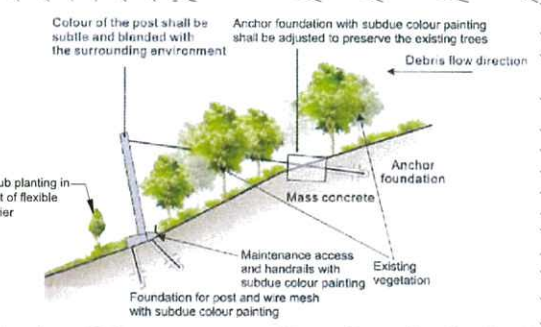 Colour of the post shall be
subtle and blended with
the surrounding environment
Anchor foundation with subdue colour painting
shall be adjusted to preserve the existing trees
Debris flow direction
planting in
of flexible
Anchor
foundation
Mass concrete
Maintenance access
and handrails with
subdue colour painting
Existing
vegetation
Foundation for post and wire mesh
with subdue colour painting